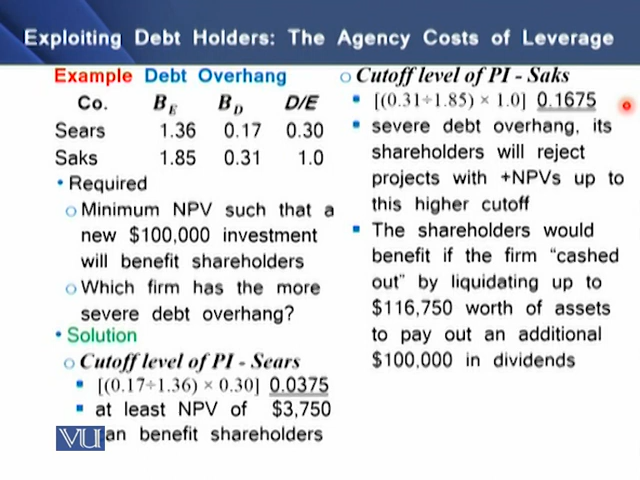 Exploiting Debt Holders: The Agency Costs of Leverage
Example Debt Overhang
Co. B_E B_D D/E
Sears 1.36 0.17 0.30
Saks 1.85 0.31 1.0
• Required
o Minimum NPV such that a
new $100,000 investment
will benefit shareholders
o Which firm has the more
severe debt overhang?
• Solution
o Cutoff level of PI - Sears
▪ [(0.17÷1.36) × 0.30] 0.0375
▪ at least NPV of $3,750
an benefit shareholders
VU
o Cutoff level of PI - Saks
▪ [(0.31÷1.85) × 1.0] 0.1675
▪ severe debt overhang, its
shareholders will reject
projects with +NPVs up to
this higher cutoff
▪ The shareholders would
benefit if the firm “cashed
out” by liquidating up to
$116,750 worth of assets
to pay out an additional
$100,000 in dividends